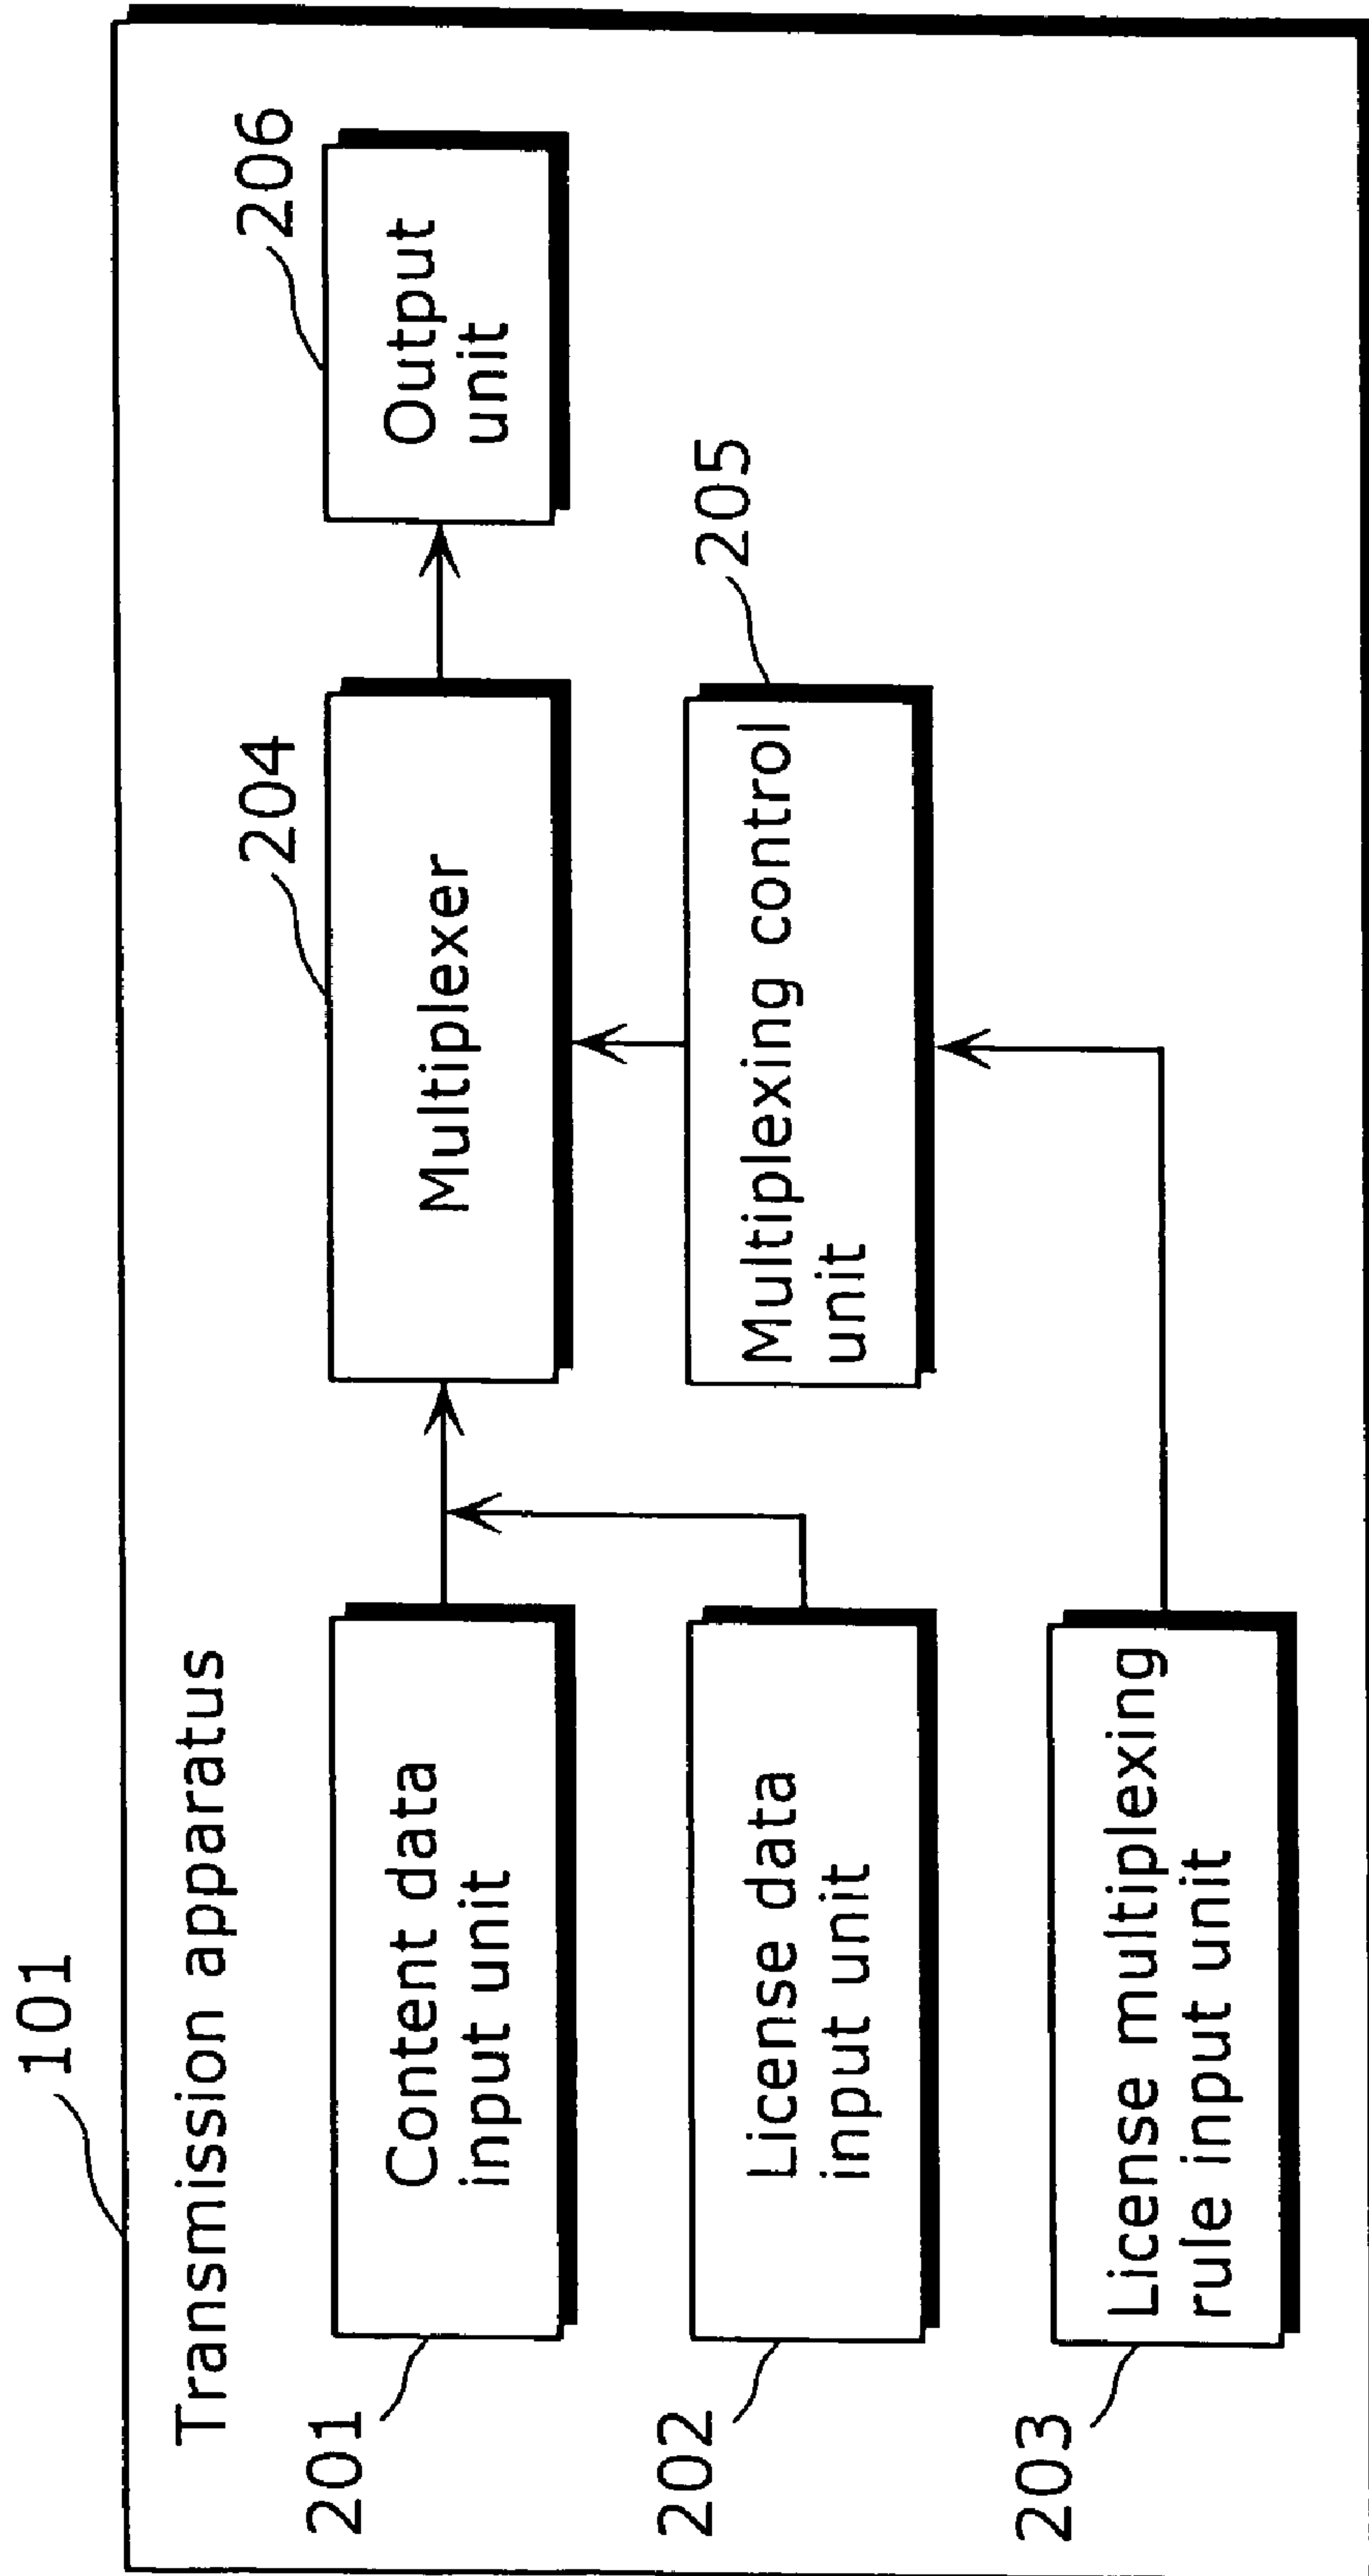 101
Transmission apparatus
201
Content data
input unit
204
Multiplexer
206
Output
unit
202
License data
input unit
205
Multiplexing control
unit
203
License multiplexing
rule input unit